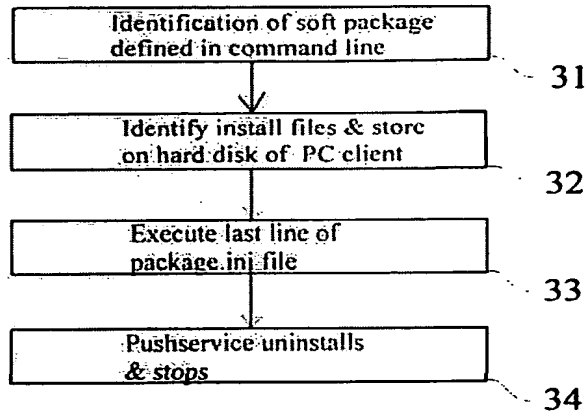 Identification of soft package
defined in command line
31
Identify install files & store
on hard disk of PC client
32
Execute last line of
package.inj file
33
Pushservice uninstalls
& stops
34